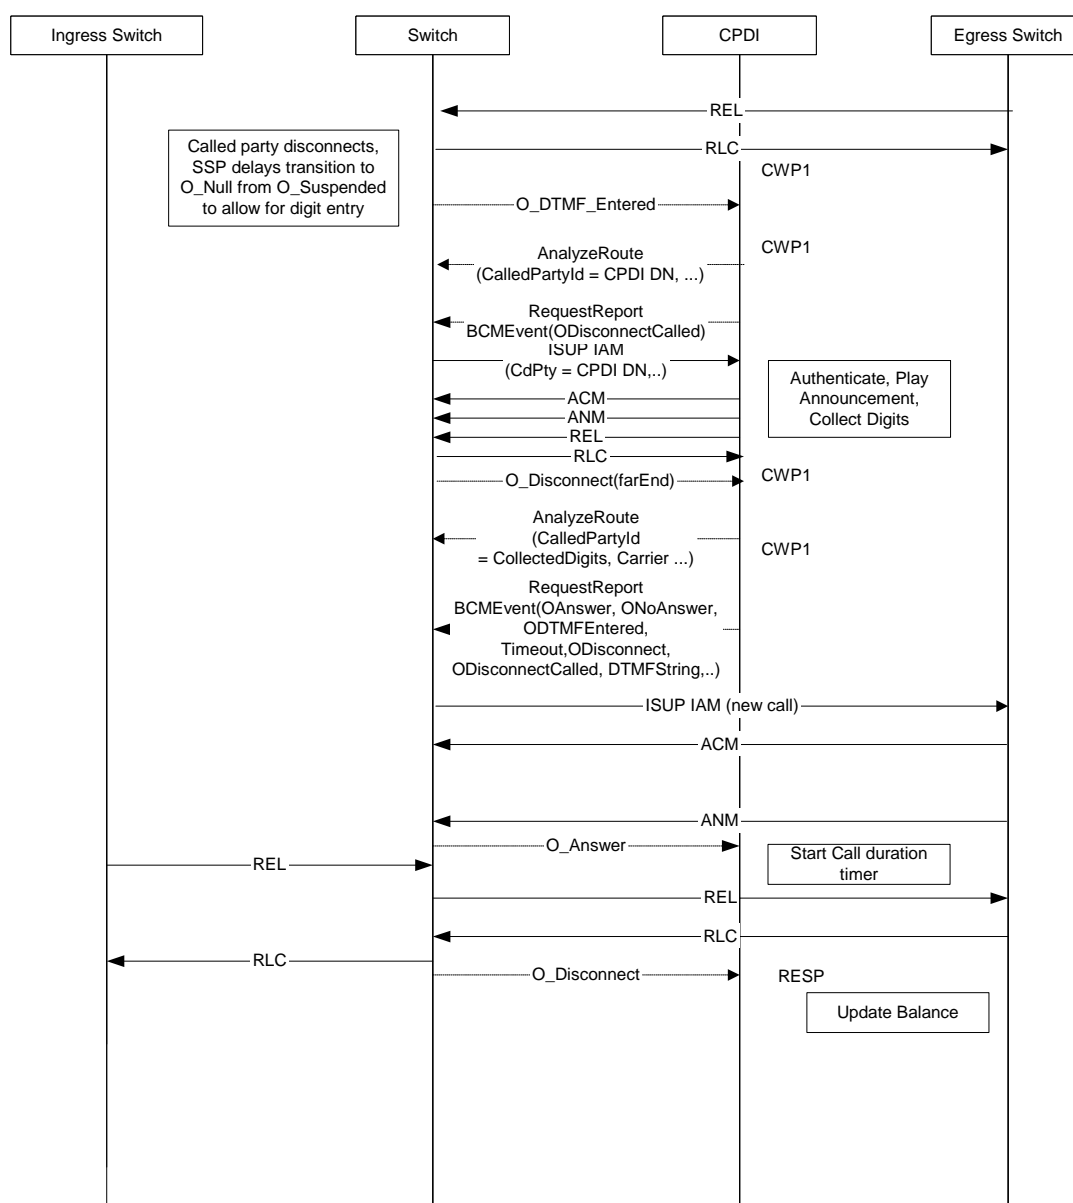 Ingress Switch
Switch
CPDI
Egress Switch
REL
Called party disconnects,
SSP delays transition to
O_Null from O_Suspended
to allow for digit entry
RLC
CWP1
O_DTMF_Entered
CWP1
AnalyzeRoute
(CalledPartyId = CPDI DN, ...)
RequestReport
BCMEvent(ODisconnectCalled)
ISUP IAM
(CdPty = CPDI DN,..)
Authenticate, Play
Announcement,
Collect Digits
ACM
ANM
REL
RLC
O_Disconnect(farEnd)
CWP1
AnalyzeRoute
(CalledPartyId
= CollectedDigits, Carrier ...)
CWP1
RequestReport
BCMEvent(OAnswer, ONoAnswer,
ODTMFEntered,
Timeout,ODisconnect,
ODisconnectCalled, DTMFString,..)
ISUP IAM (new call)
ACM
ANM
O_Answer
Start Call duration
timer
REL
REL
RLC
RLC
O_Disconnect
RESP
Update Balance